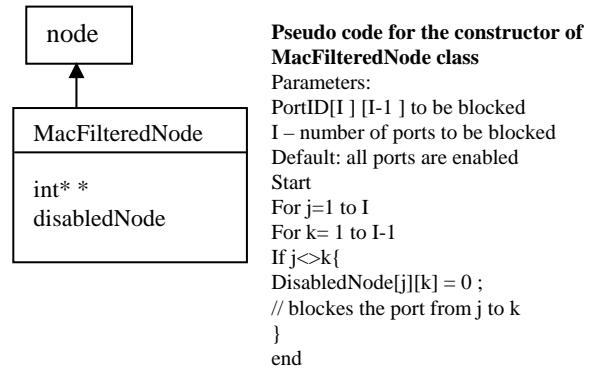 node
MacFilteredNode
int* *
disabledNode
Pseudo code for the constructor of
MacFilteredNode class
Parameters:
PortID[I ] [I-1 ] to be blocked
I – number of ports to be blocked
Default: all ports are enabled
Start
For j=1 to I
For k= 1 to I-1
If j<>k{
DisabledNode[j][k] = 0 ;
// blockes the port from j to k
}
end